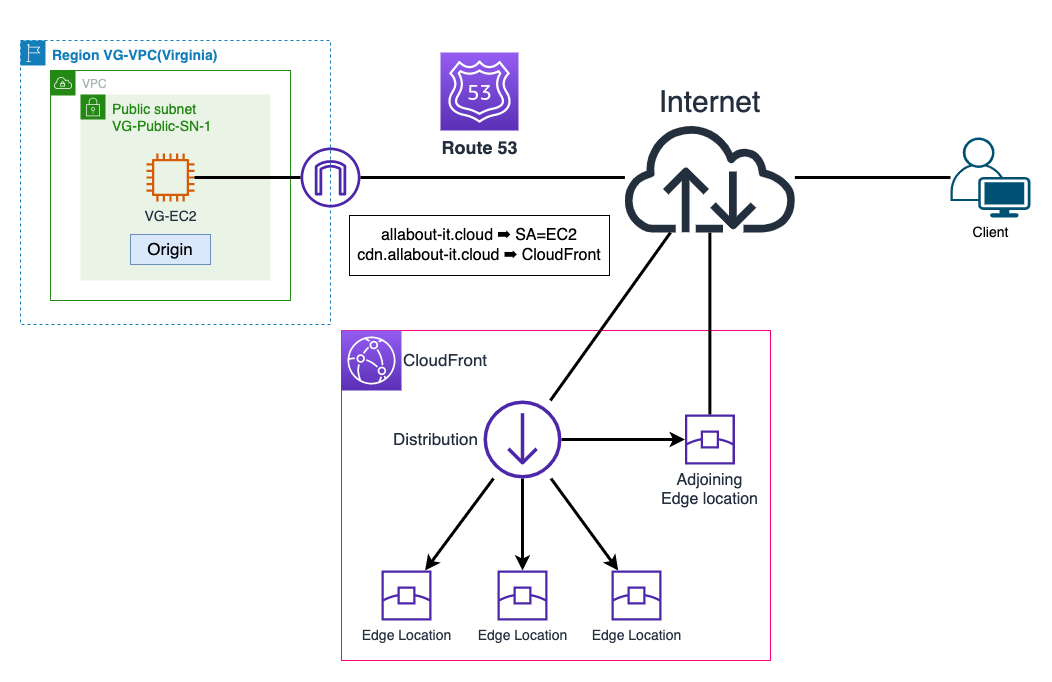 Region VG-VPC(Virginia)
VPC
Public subnet
VG-Public-SN-1
VG-EC2
Origin
53
Route 53
allabout-it.cloud ➡ SA=EC2
cdn.allabout-it.cloud ➡ CloudFront
Internet
Client
CloudFront
Distribution
Adjoining
Edge location
Edge Location
Edge Location
Edge Location